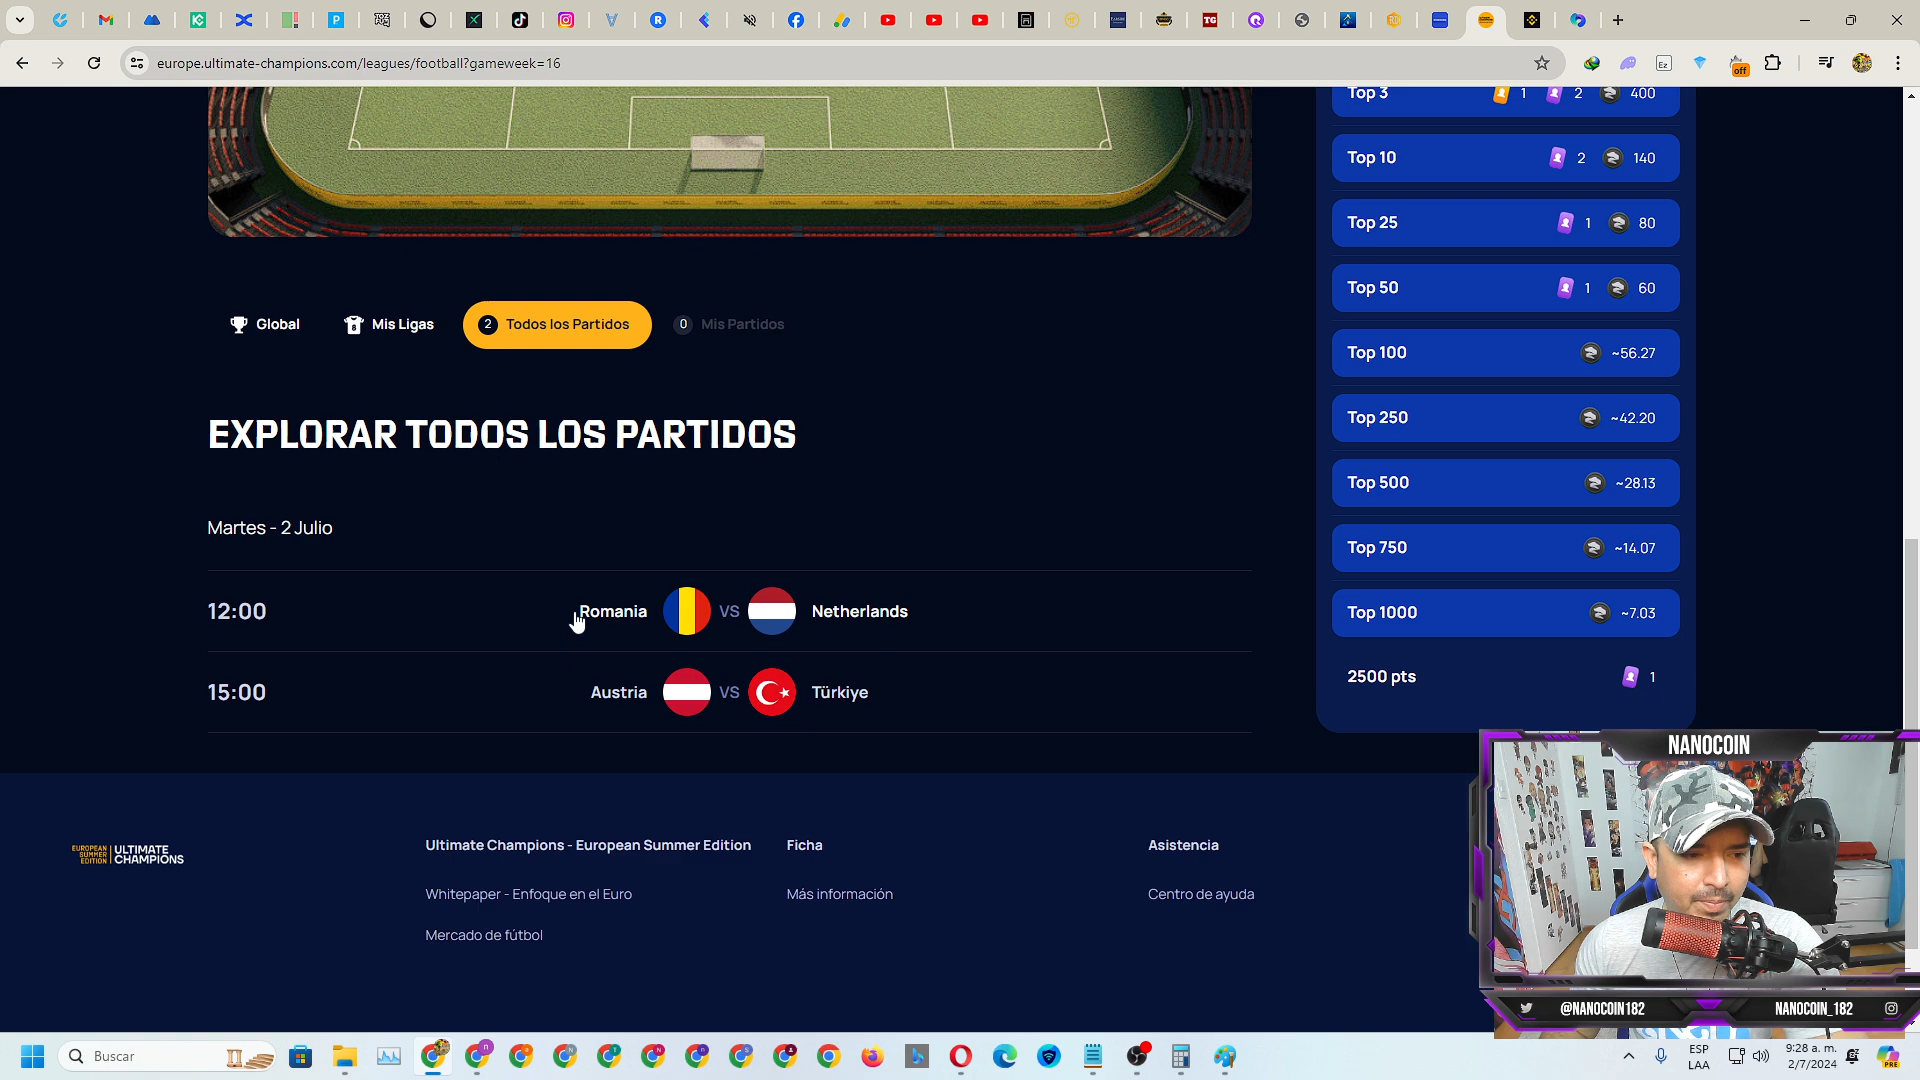 europe.ultimate-champions.com/leagues/football?gameweek=16
off
Top 3 1 2 400
Top 10 2 140
Top 25 1 80
Top 50 1 60
Top 100 ~56.27
Top 250 ~42.20
Top 500 ~28.13
Top 750 ~14.07
Top 1000 ~7.03
2500 pts 1
Global
Mis Ligas
2 Todos los Partidos
0 Mis Partidos
EXPLORAR TODOS LOS PARTIDOS
Martes - 2 Julio
12:00 Romania VS Netherlands
15:00 Austria VS Türkiye
EUROPEAN SUMMER EDITION
ULTIMATE CHAMPIONS
Ultimate Champions - European Summer Edition
Whitepaper - Enfoque en el Euro
Mercado de fútbol
Ficha
Más información
Asistencia
Centro de ayuda
NANOCOIN
@NANOCOIN182
NANOCOIN_182
Buscar
ESP
LAA
9:28 a. m.
2/7/2024